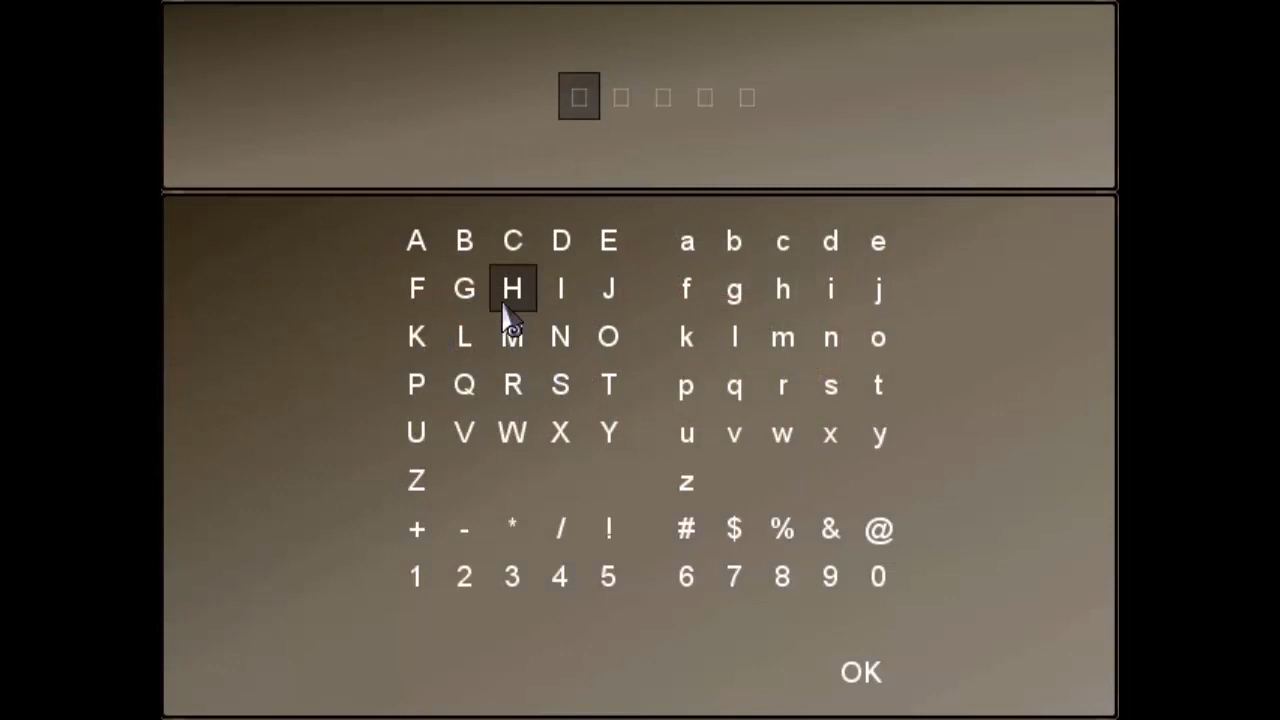 A B C D E a b c d e
F G H I J f g h i j
K L M N O k l m n o
P Q R S T p q r s t
U V W X Y u v w x y
Z z
+ - * / ! # $ % & @
1 2 3 4 5 6 7 8 9 0
OK